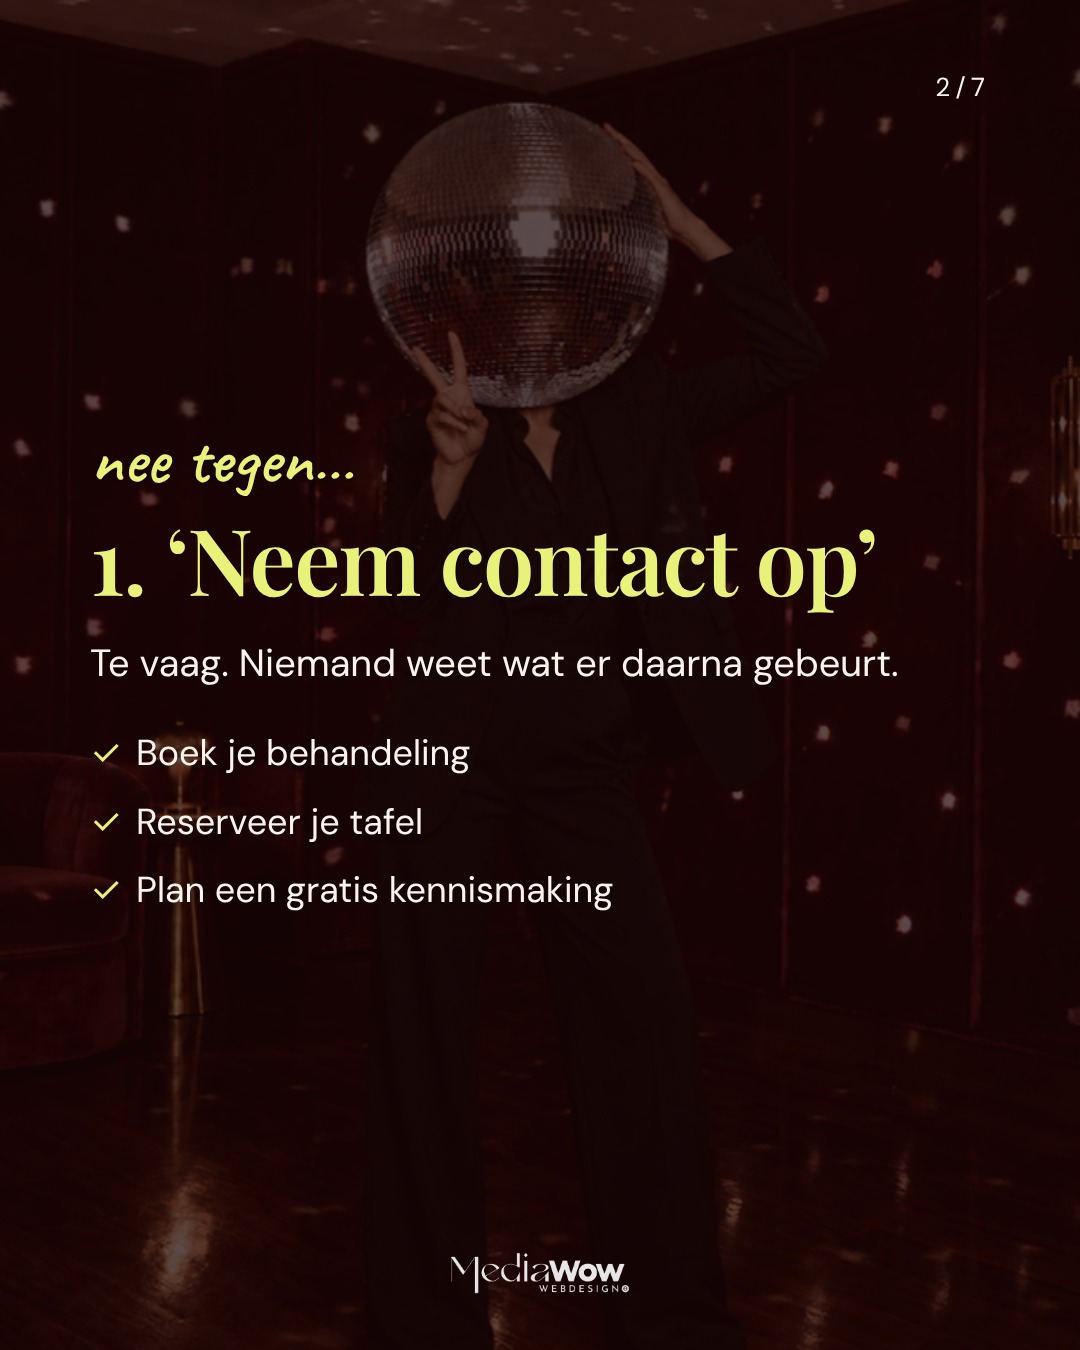 2 / 7
nee tegen...
1. ‘Neem contact op’
Te vaag. Niemand weet wat er daarna gebeurt.
✓ Boek je behandeling
✓ Reserveer je tafel
✓ Plan een gratis kennismaking
MediaWow
WEBDESIGN